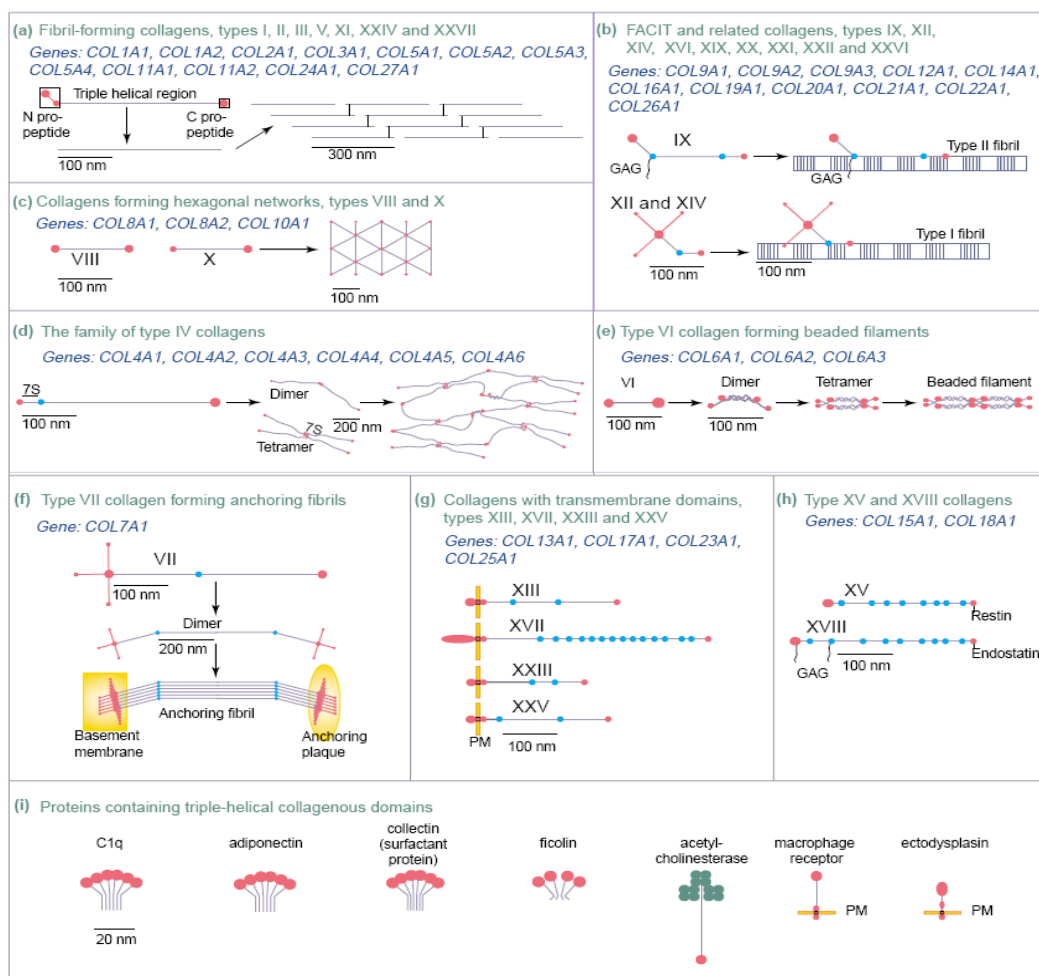 (a) Fibril-forming collagens, types I, II, III, V, XI, XXIV and XXVII
Genes: COL1A1, COL1A2, COL2A1, COL3A1, COL5A1, COL5A2, COL5A3,
COL5A4, COL11A1, COL11A2, COL24A1, COL27A1
Triple helical region
N pro-
peptide
C pro-
peptide
100 nm
300 nm
(b) FACIT and related collagens, types IX, XII,
XIV, XVI, XIX, XX, XXI, XXII and XXVI
Genes: COL9A1, COL9A2, COL9A3, COL12A1, COL14A1,
COL16A1, COL19A1, COL20A1, COL21A1, COL22A1,
COL26A1
IX
GAG
Type II fibril
GAG
XII and XIV
100 nm
Type I fibril
100 nm
(c) Collagens forming hexagonal networks, types VIII and X
Genes: COL8A1, COL8A2, COL10A1
VIII
X
100 nm
100 nm
(d) The family of type IV collagens
Genes: COL4A1, COL4A2, COL4A3, COL4A4, COL4A5, COL4A6
7S
100 nm
Dimer
7S
200 nm
Tetramer
(e) Type VI collagen forming beaded filaments
Genes: COL6A1, COL6A2, COL6A3
VI
Dimer
Tetramer
Beaded filament
100 nm
100 nm
(f) Type VII collagen forming anchoring fibrils
Gene: COL7A1
VII
100 nm
Dimer
200 nm
Anchoring fibril
Basement
membrane
Anchoring
plaque
(g) Collagens with transmembrane domains,
types XIII, XVII, XXIII and XXV
Genes: COL13A1, COL17A1, COL23A1,
COL25A1
XIII
XVII
XXIII
XXV
PM
100 nm
(h) Type XV and XVIII collagens
Genes: COL15A1, COL18A1
XV
Restin
XVIII
Endostatin
GAG
100 nm
(i) Proteins containing triple-helical collagenous domains
C1q
adiponectin
collectin
(surfactant
protein)
ficolin
acetyl-
cholinesterase
macrophage
receptor
ectodysplasin
PM
PM
20 nm